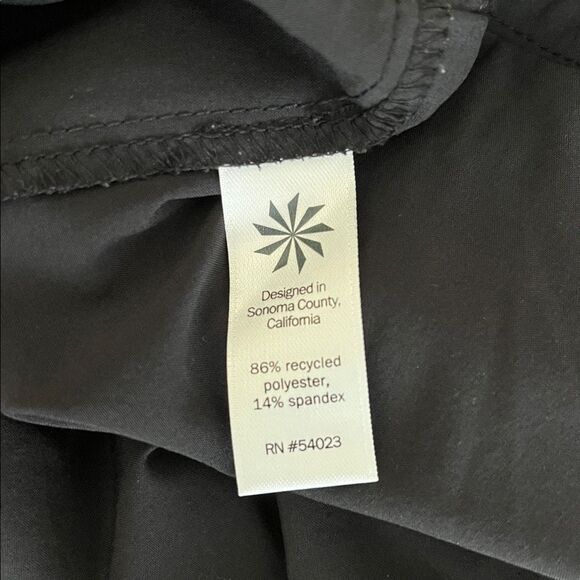 Designed in
Sonoma County,
California
86% recycled
polyester,
14% spandex
RN #54023